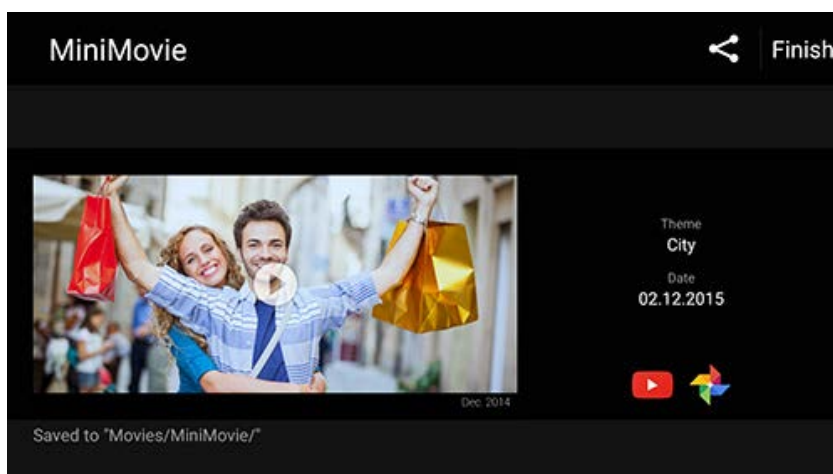 MiniMovie
Finish
Theme
City
Date
02.12.2015
Dec. 2014
Saved to "Movies/MiniMovie/"